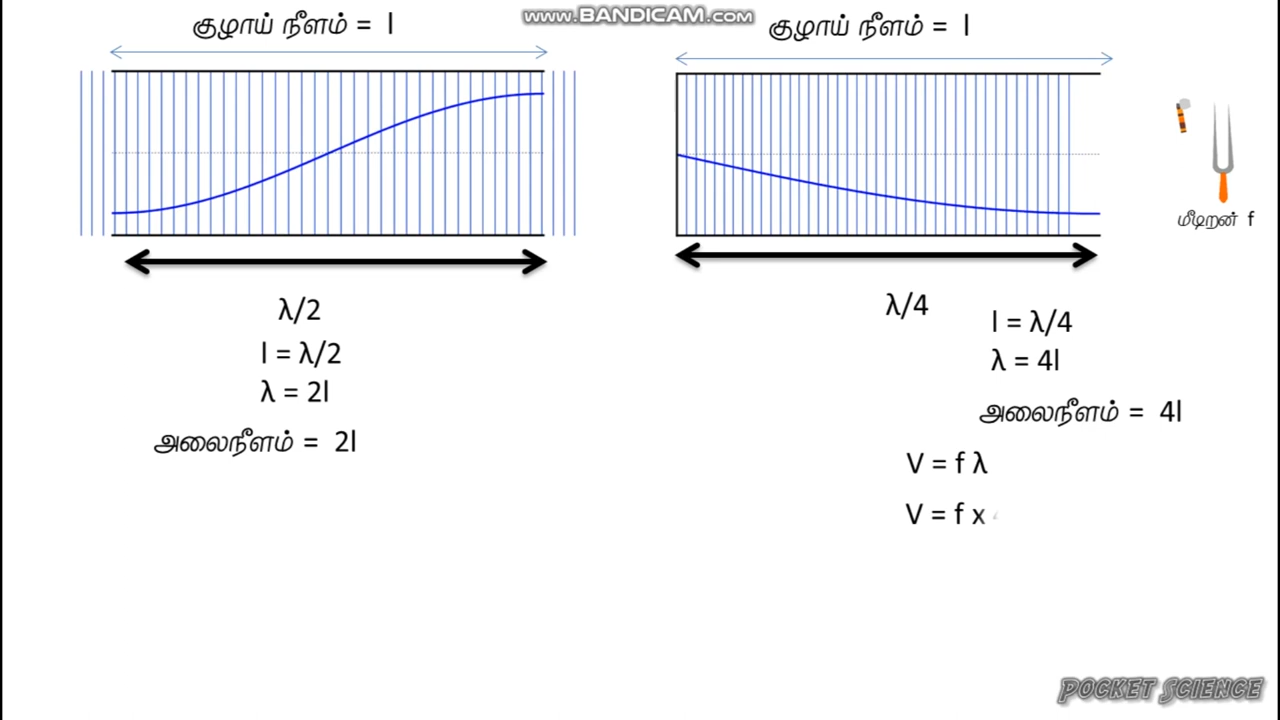 www.BANDICAM.com
குழாய் நீளம் = l
குழாய் நீளம் = l
மீடிறன் f
λ/2
l = λ/2
λ = 2l
அலைநீளம் = 2l
λ/4
l = λ/4
λ = 4l
அலைநீளம் = 4l
V = f λ
V = f x
Pocket Science